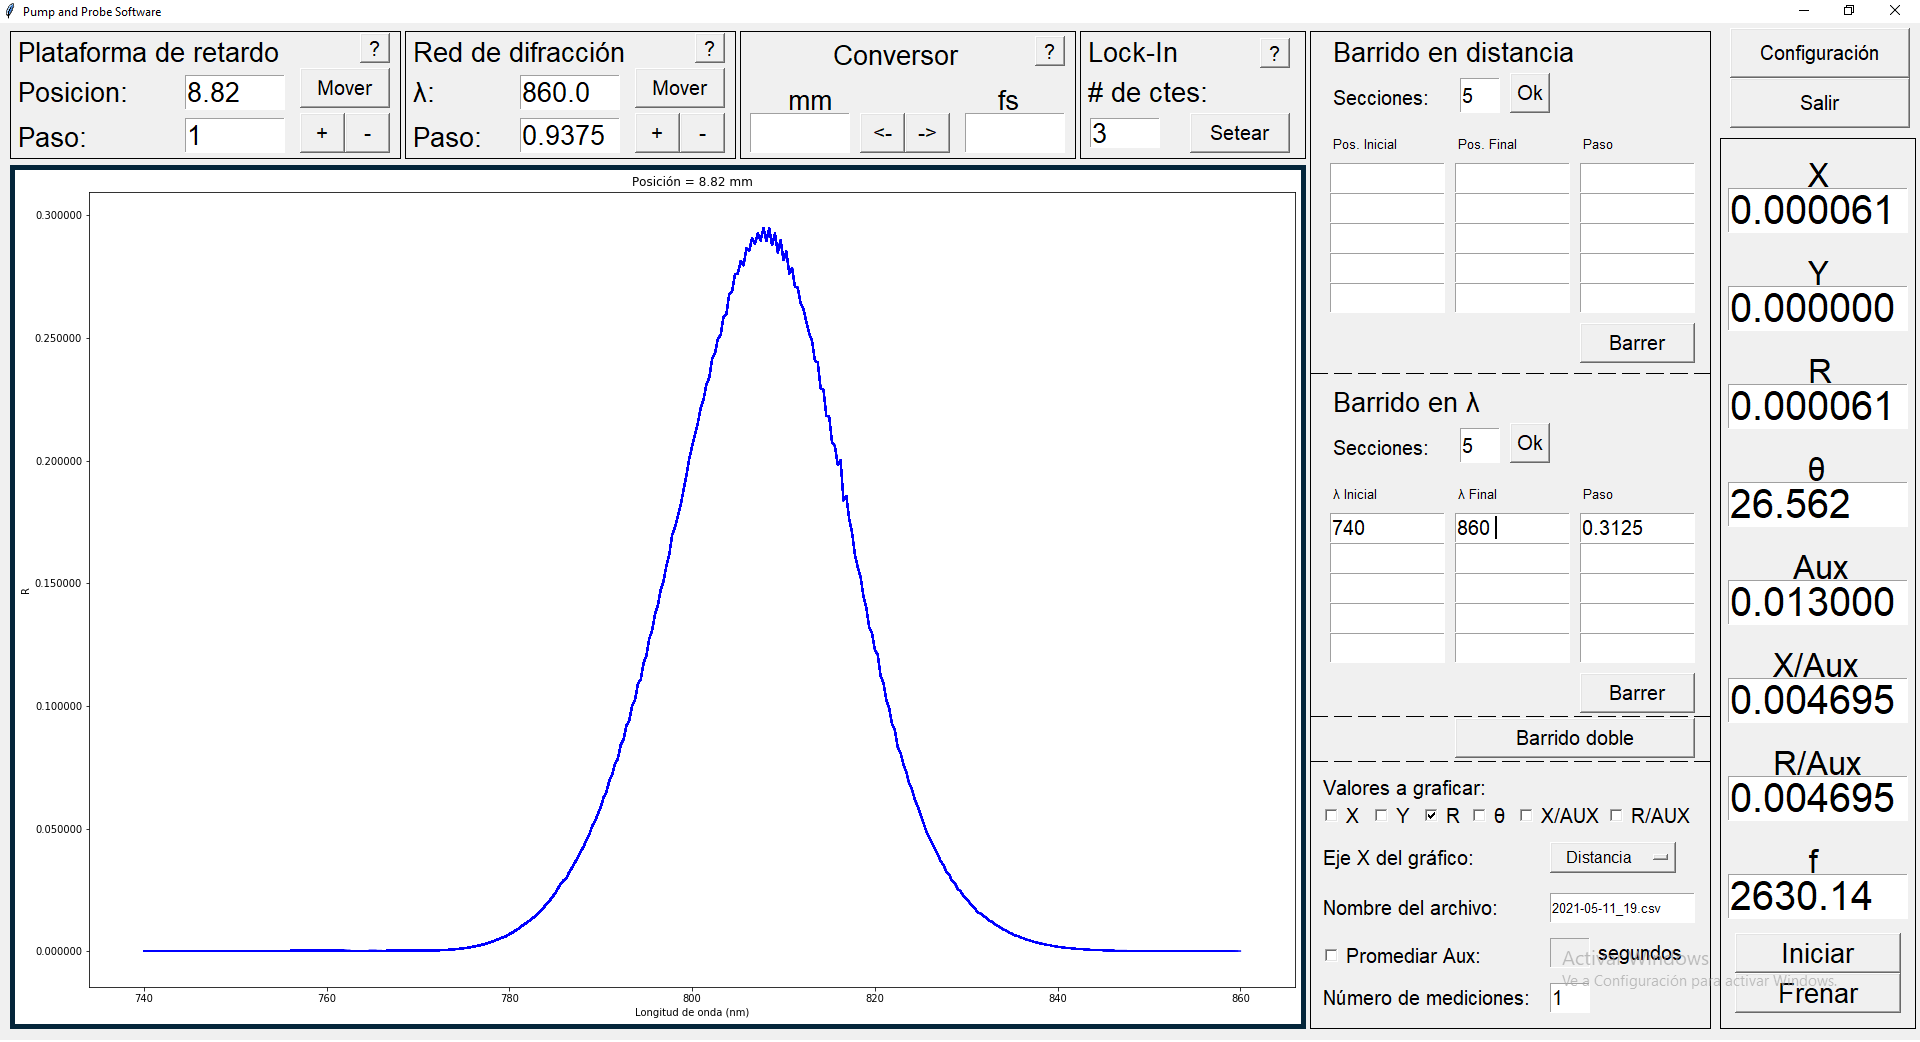 Pump and Probe Software
Plataforma de retardo ?
Posicion: 8.82 Mover
Paso: 1 + -
Red de difracción ?
λ: 860.0 Mover
Paso: 0.9375 + -
Conversor ?
mm fs
<- ->
Lock-In ?
# de ctes:
3 Setear
Posición = 8.82 mm
0.300000
0.250000
0.200000
0.150000
0.100000
0.050000
0.000000
R
740 760 780 800 820 840 860
Longitud de onda (nm)
Barrido en distancia
Secciones: 5 Ok
Pos. Inicial Pos. Final Paso
Barrer
Barrido en λ
Secciones: 5 Ok
λ Inicial λ Final Paso
740 860 0.3125
Barrer
Barrido doble
Valores a graficar:
X Y R θ X/AUX R/AUX
Eje X del gráfico: Distancia
Nombre del archivo: 2021-05-11_19.csv
Promediar Aux: segundos
Número de mediciones: 1
Configuración
Salir
X
0.000061
Y
0.000000
R
0.000061
θ
26.562
Aux
0.013000
X/Aux
0.004695
R/Aux
0.004695
f
2630.14
Iniciar
Frenar
Activar Windows
Ve a Configuración para activar Windows.